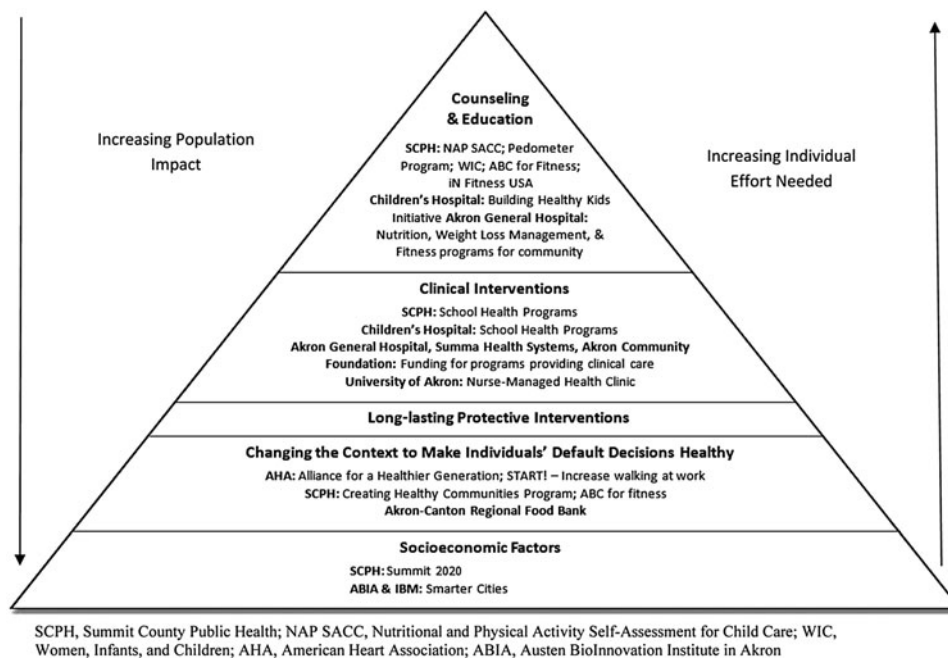 Counseling
& Education
SCPH: NAP SACC; Pedometer
Program; WIC; ABC for Fitness;
iN Fitness USA
Children's Hospital: Building Healthy Kids
Initiative Akron General Hospital:
Nutrition, Weight Loss Management, &
Fitness programs for community
Increasing Population
Impact
Increasing Individual
Effort Needed
Clinical Interventions
SCPH: School Health Programs
Children's Hospital: School Health Programs
Akron General Hospital, Summa Health Systems, Akron Community
Foundation: Funding for programs providing clinical care
University of Akron: Nurse-Managed Health Clinic
Long-lasting Protective Interventions
Changing the Context to Make Individuals' Default Decisions Healthy
AHA: Alliance for a Healthier Generation; START! – Increase walking at work
SCPH: Creating Healthy Communities Program; ABC for fitness
Akron-Canton Regional Food Bank
Socioeconomic Factors
SCPH: Summit 2020
ABIA & IBM: Smarter Cities
SCPH, Summit County Public Health; NAP SACC, Nutritional and Physical Activity Self-Assessment for Child Care; WIC,
Women, Infants, and Children; AHA, American Heart Association; ABIA, Austen BioInnovation Institute in Akron